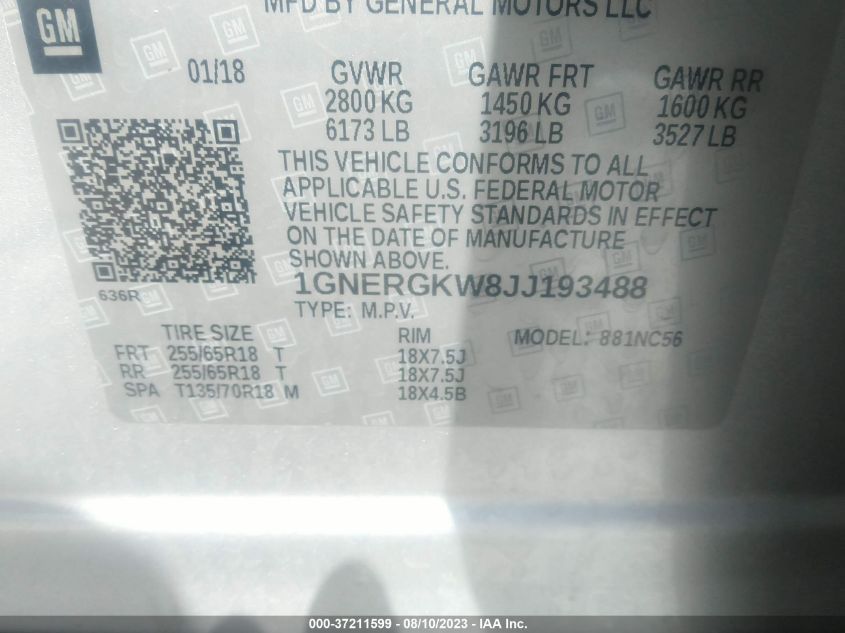 MFD BY GENERAL MOTORS LLC
GM
01/18 GVWR GAWR FRT GAWR RR
2800 KG 1450 KG 1600 KG
6173 LB 3196 LB 3527 LB
THIS VEHICLE CONFORMS TO ALL
APPLICABLE U.S. FEDERAL MOTOR
VEHICLE SAFETY STANDARDS IN EFFECT
ON THE DATE OF MANUFACTURE
SHOWN ABOVE.
1GNERGKW8JJ193488
636R
TYPE: M.P.V.
TIRE SIZE RIM MODEL: 881NC56
FRT 255/65R18 T 18X7.5J
RR 255/65R18 T 18X7.5J
SPA T135/70R18 M 18X4.5B
000-37211599 - 08/10/2023 - IAA Inc.